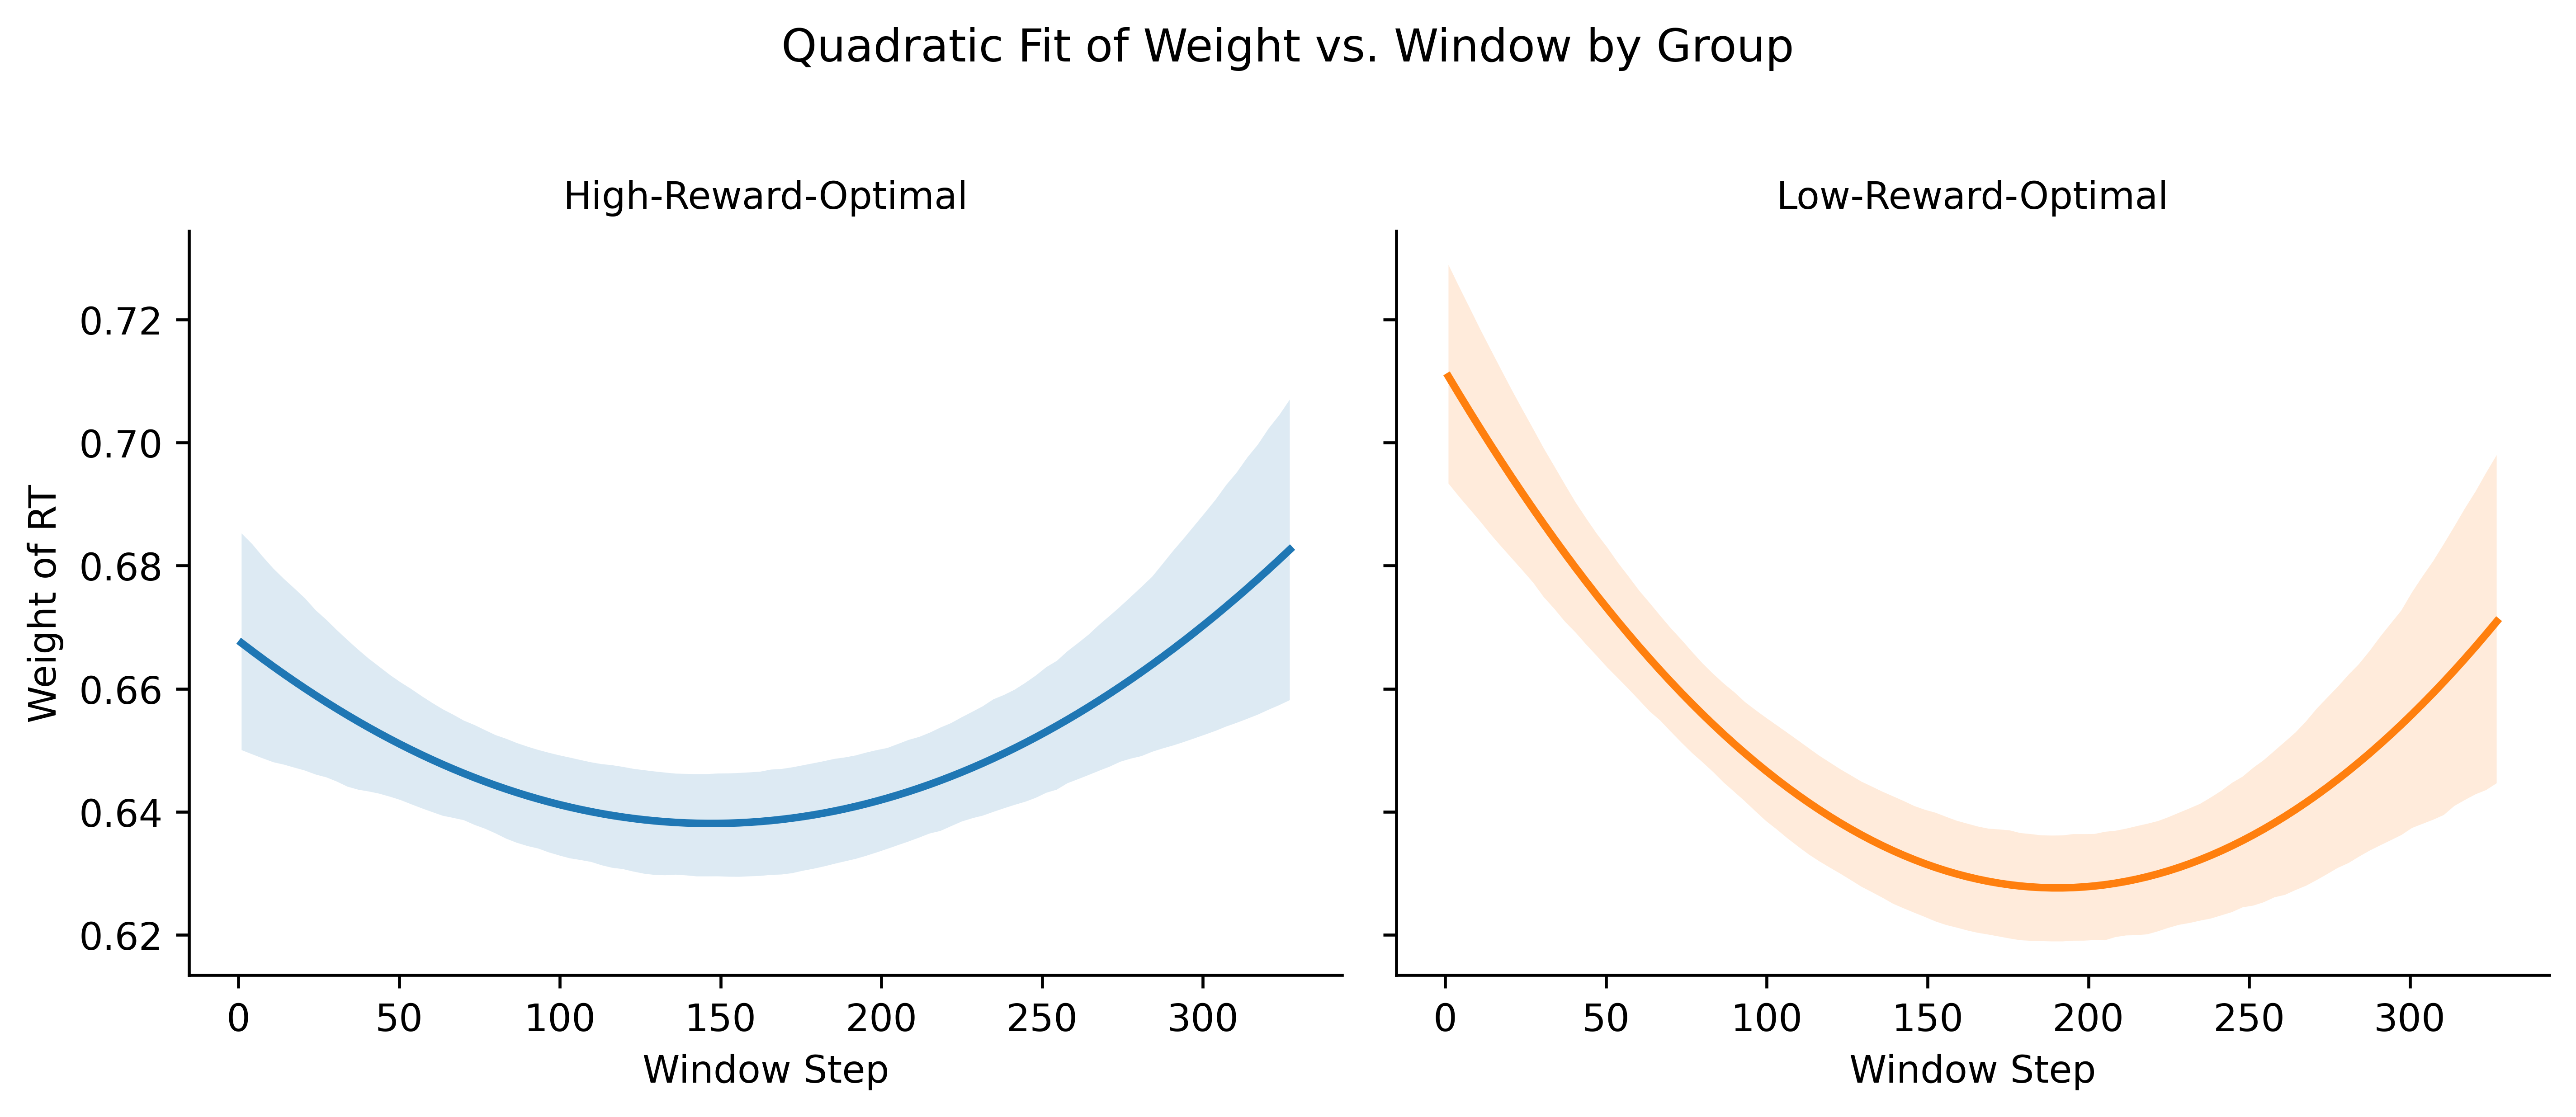 Quadratic Fit of Weight vs. Window by Group
High-Reward-Optimal
Low-Reward-Optimal
Weight of RT
0.72
0.70
0.68
0.66
0.64
0.62
0 50 100 150 200 250 300
0 50 100 150 200 250 300
Window Step
Window Step